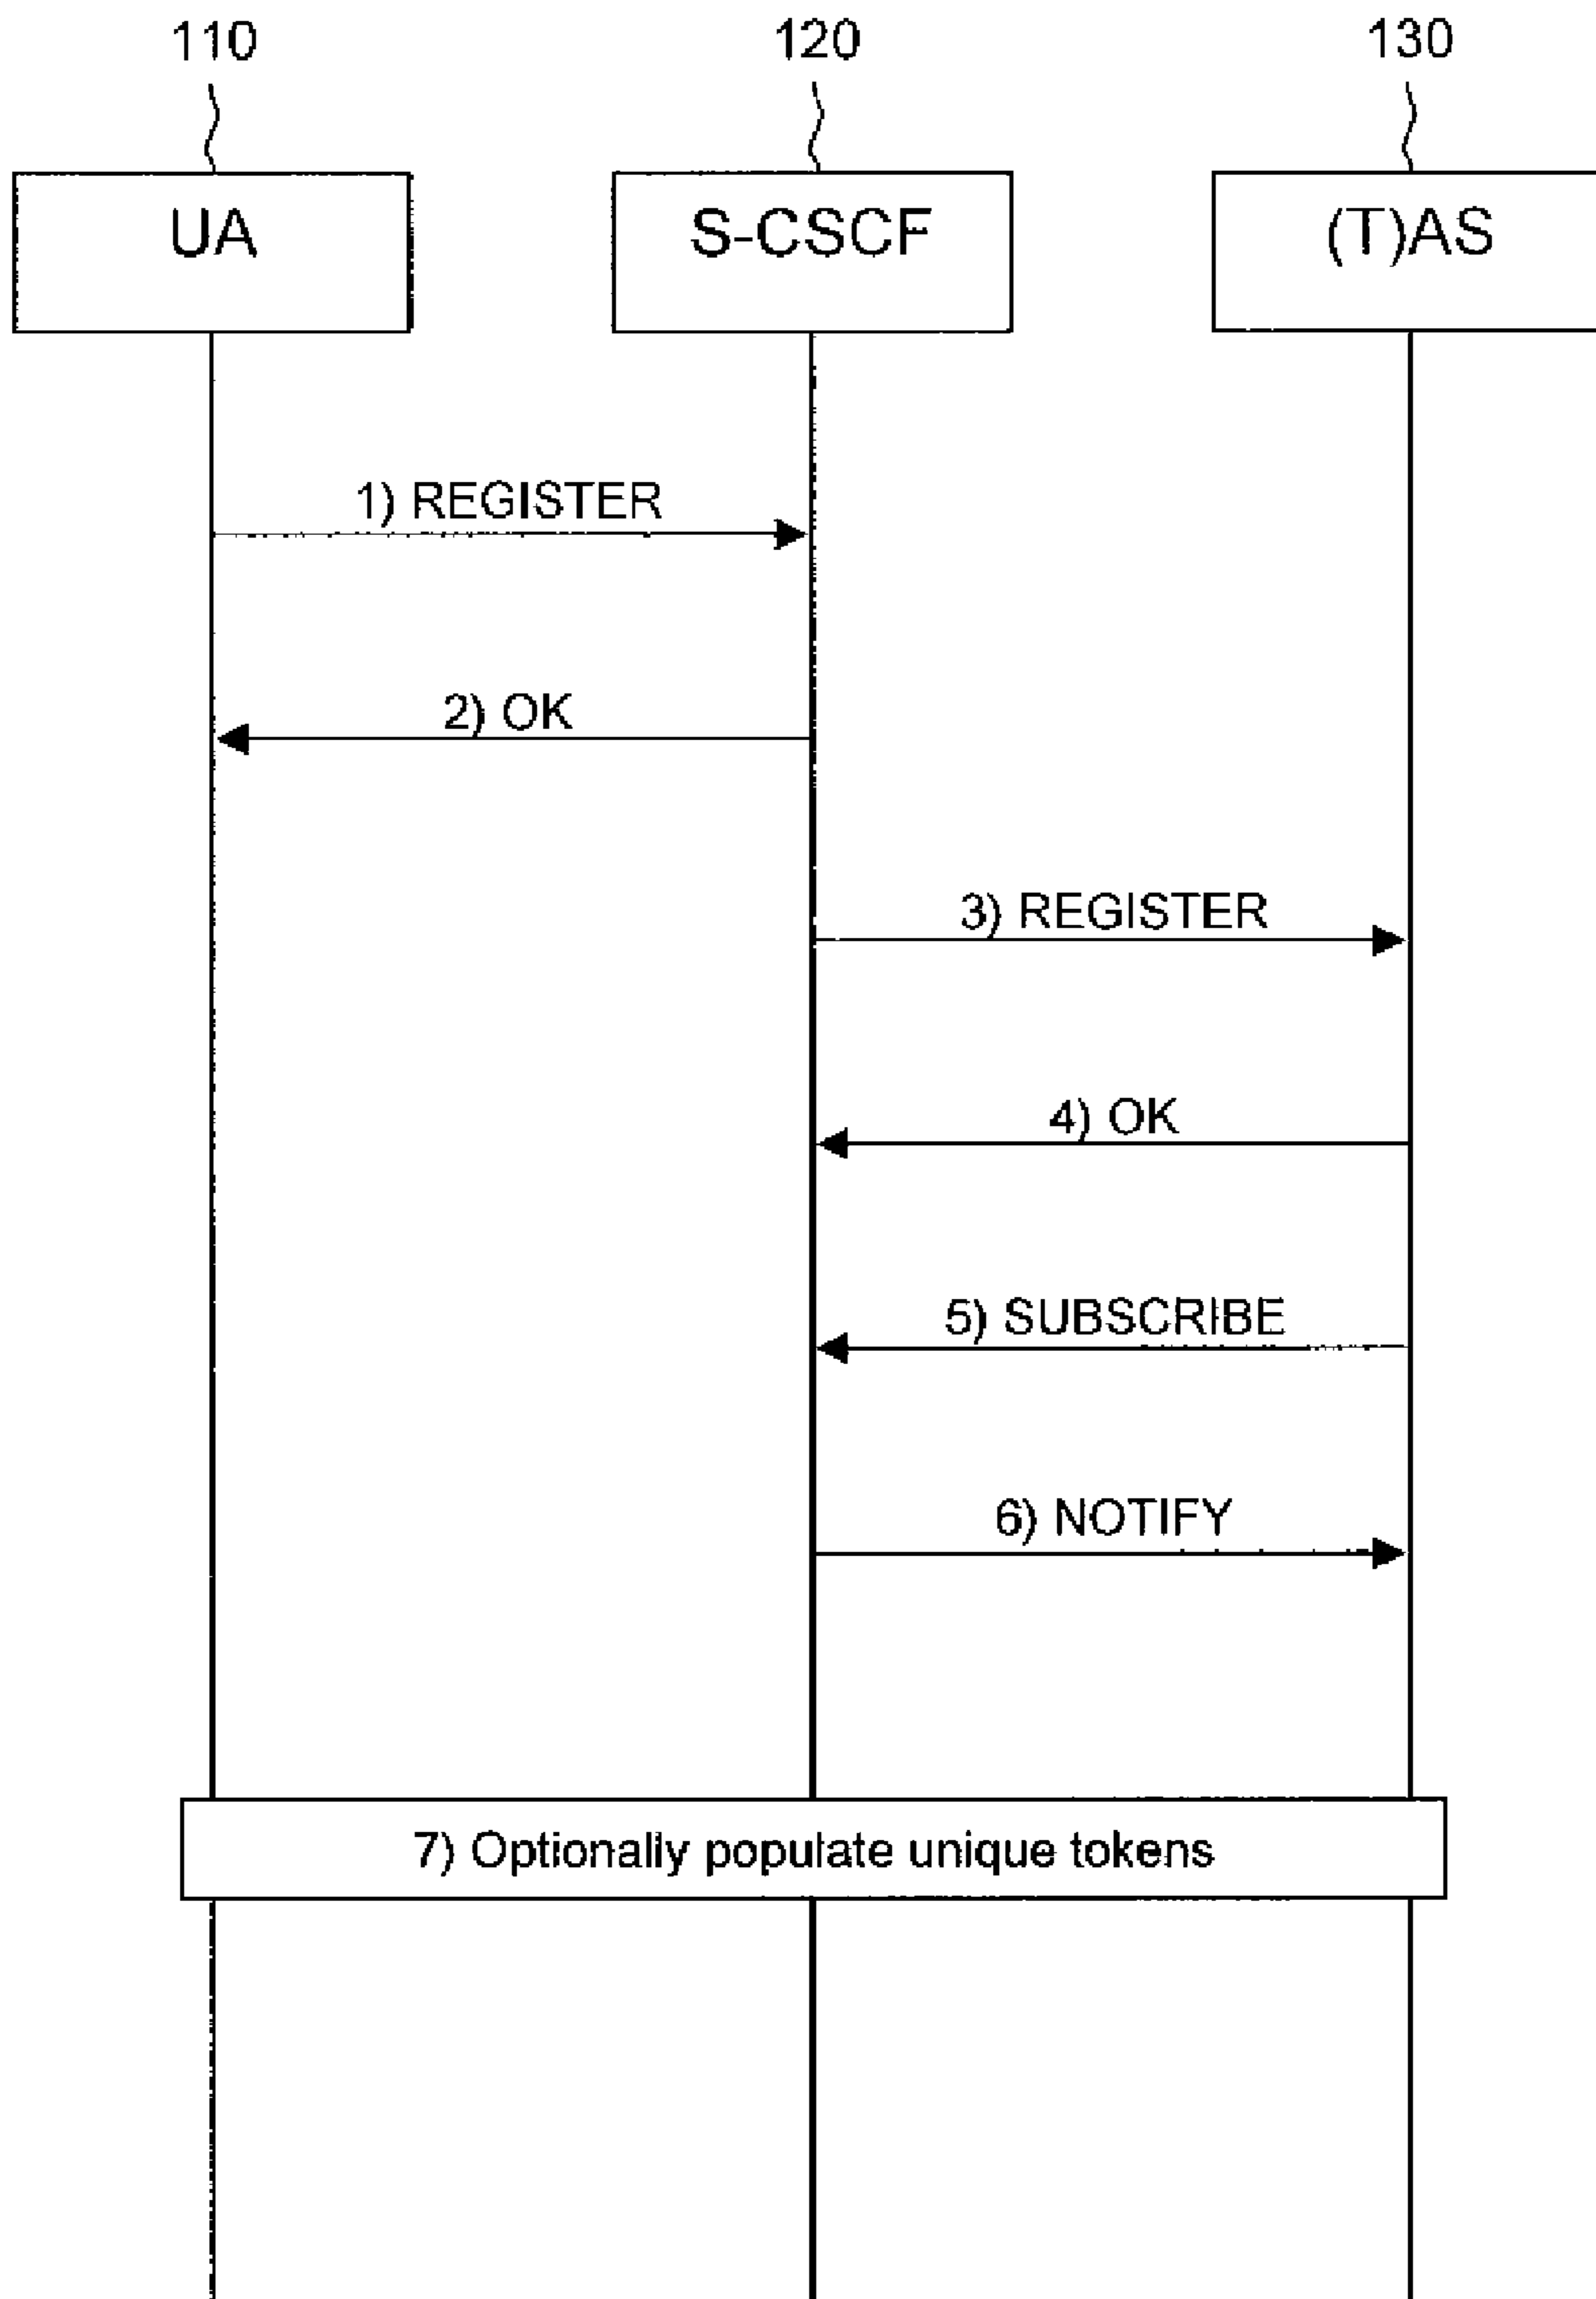 110 120 130
UA S-CSCF (T)AS
1) REGISTER
2) OK
3) REGISTER
4) OK
5) SUBSCRIBE
6) NOTIFY
7) Optionally populate unique tokens